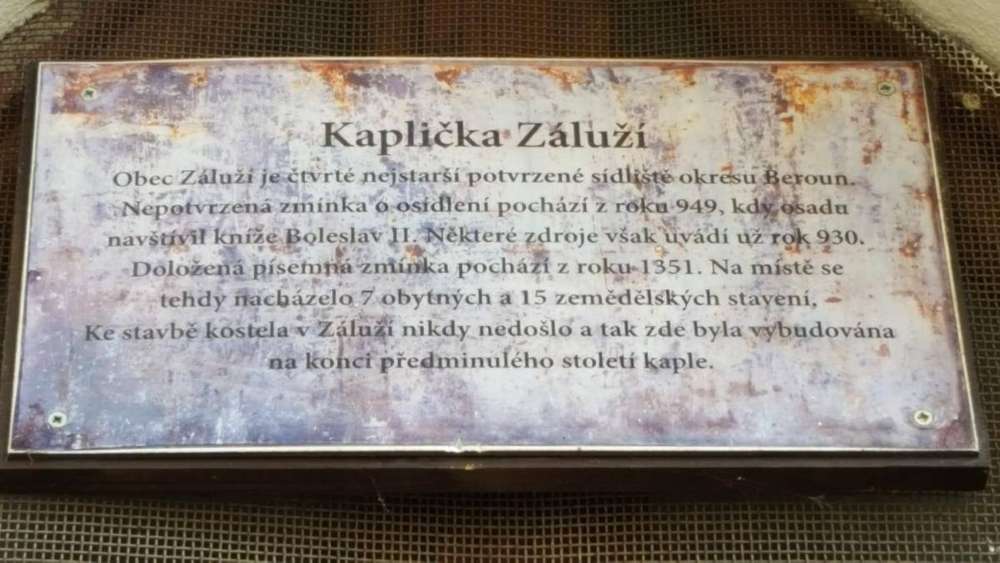 Kaplička Záluží
Obec Záluží je čtvrté nejstarší potvrzené sídliště okresu Beroun.
Nepotvrzená zmínka o osídlení pochází z roku 949, kdy osadu
navštívil kníže Boleslav II. Některé zdroje však uvádí už rok 930.
Doložená písemná zmínka pochází z roku 1351. Na místě se
tehdy nacházelo 7 obytných a 15 zemědělských stavení,
Ke stavbě kostela v Záluží nikdy nedošlo a tak zde byla vybudována
na konci předminulého století kaple.